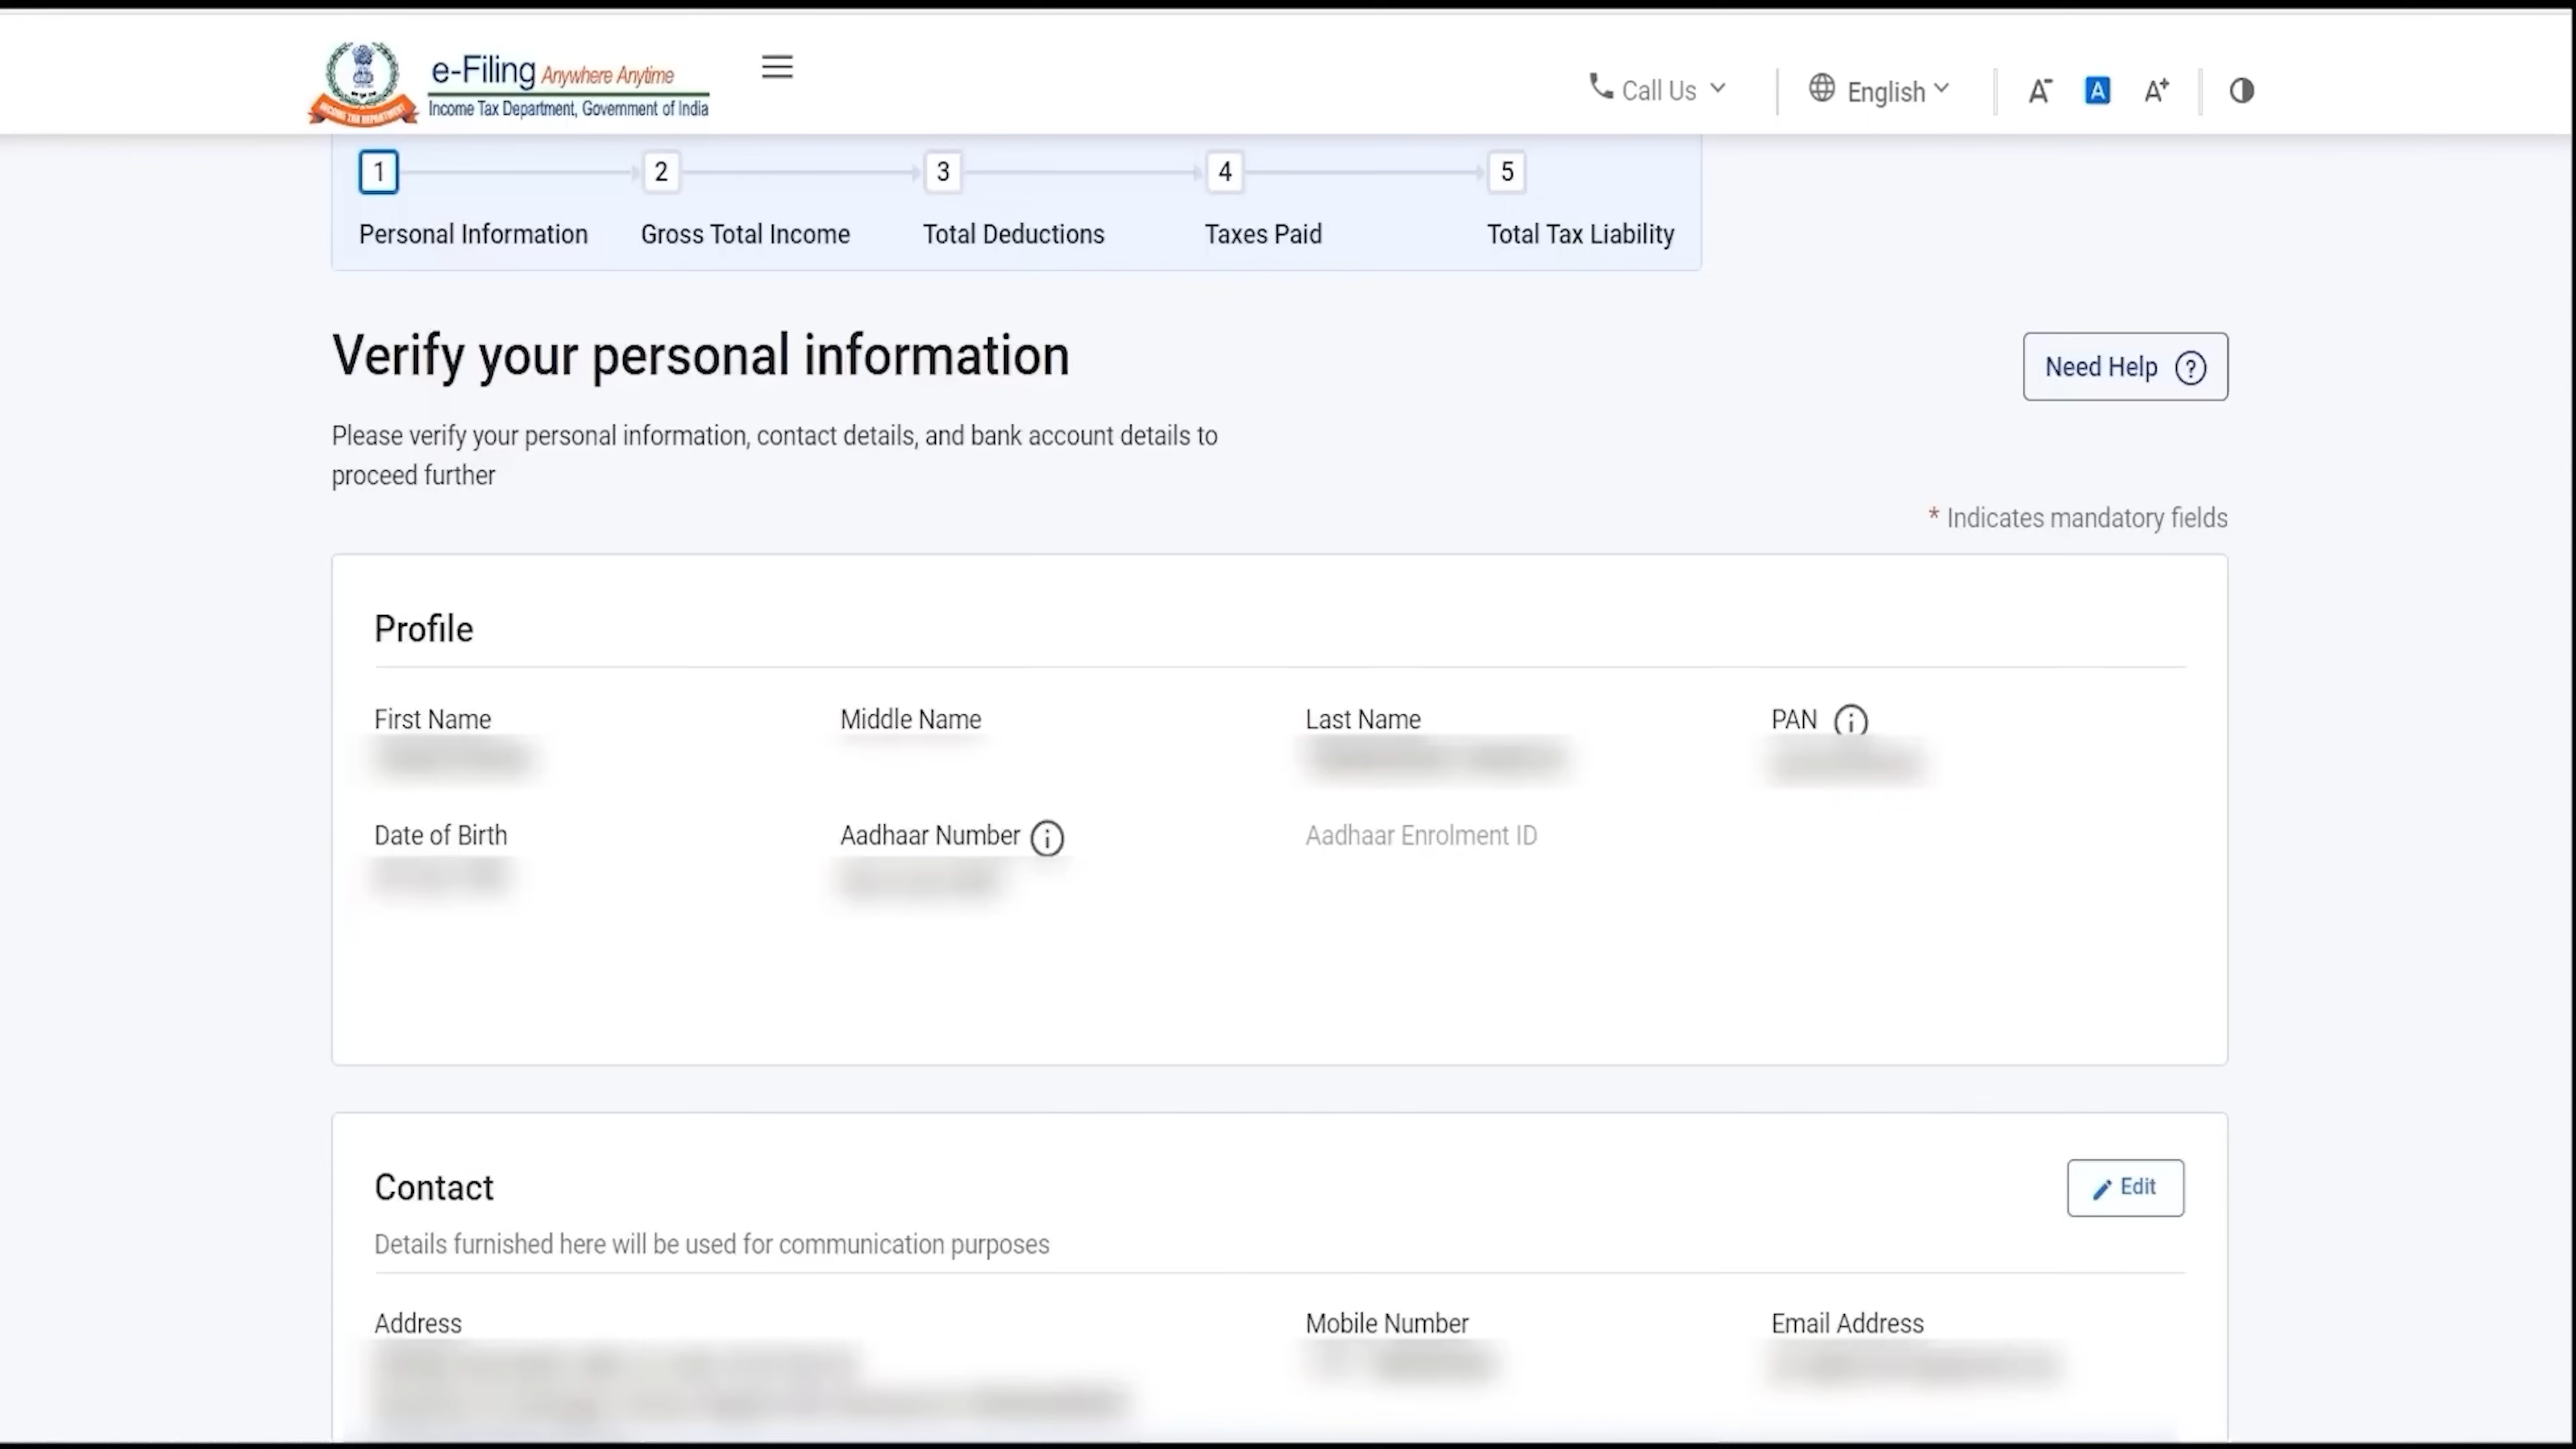 e-Filing Anywhere Anytime
Income Tax Department, Government of India
Call Us
English
A-
A
A+
INCOME TAX DEPARTMENT
1
2
3
4
5
Personal Information
Gross Total Income
Total Deductions
Taxes Paid
Total Tax Liability
Verify your personal information
Need Help ?
Please verify your personal information, contact details, and bank account details to
proceed further
* Indicates mandatory fields
Profile
First Name
Middle Name
Last Name
PAN
Date of Birth
Aadhaar Number
Aadhaar Enrolment ID
Contact
Edit
Details furnished here will be used for communication purposes
Address
Mobile Number
Email Address